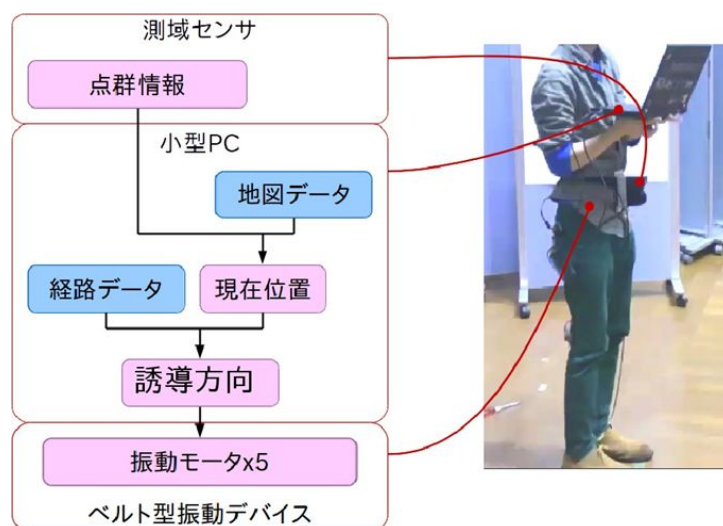 測域センサ
点群情報
小型PC
地図データ
経路データ
現在位置
誘導方向
振動モータx5
ベルト型振動デバイス